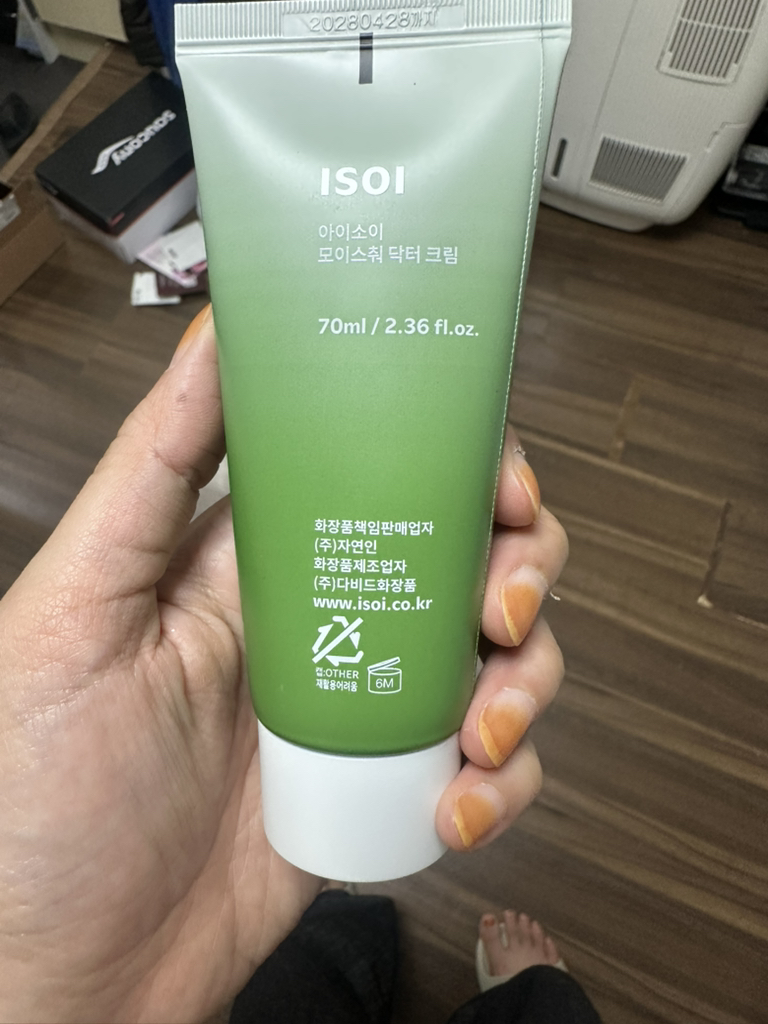 20280428까지
saucony
ISOI
아이소이
모이스춰 닥터 크림
70ml / 2.36 fl.oz.
화장품책임판매업자
(주)자연인
화장품제조업자
(주)다비드화장품
www.isoi.co.kr
캡:OTHER
재활용어려움
6M